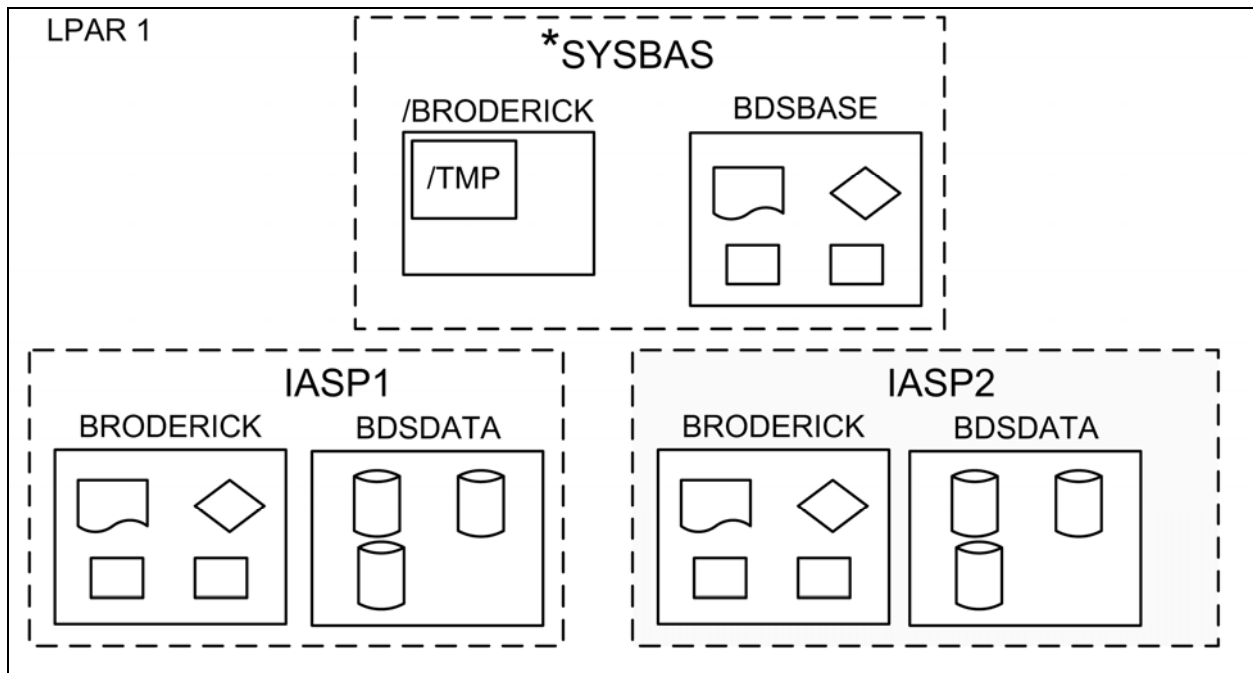 LPAR 1
*SYSBAS
/BRODERICK
BDSBASE
/TMP
IASP1
BRODERICK
BDSDATA
IASP2
BRODERICK
BDSDATA